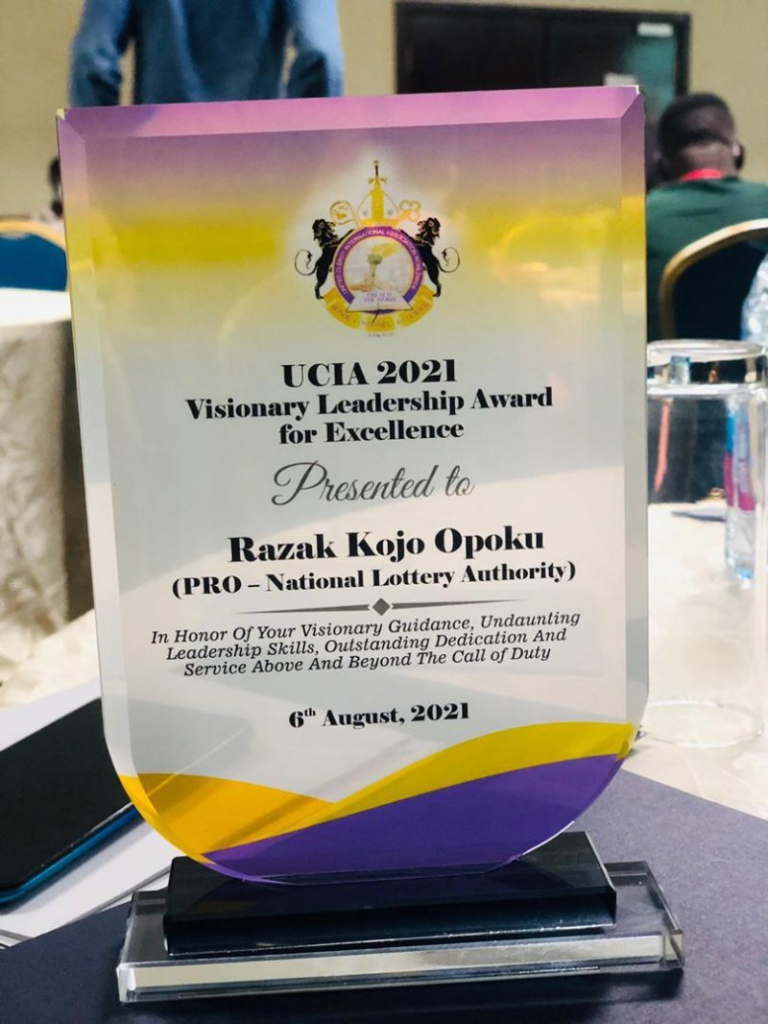 UCIA 2021
Visionary Leadership Award
for Excellence
Presented to
Razak Kojo Opoku
(PRO – National Lottery Authority)
In Honor Of Your Visionary Guidance, Undaunting
Leadership Skills, Outstanding Dedication And
Service Above And Beyond The Call of Duty
6th August, 2021